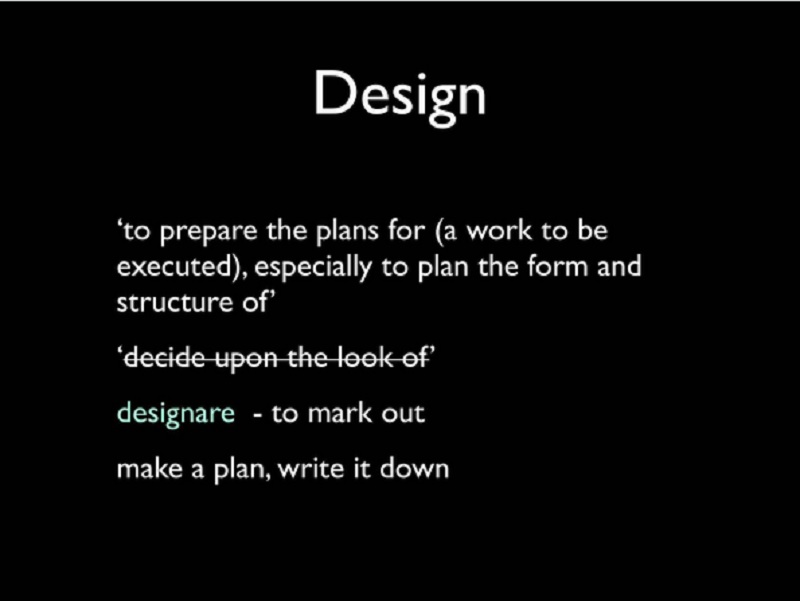 Design
‘to prepare the plans for (a work to be
executed), especially to plan the form and
structure of’
‘decide upon the look of’
designare - to mark out
make a plan, write it down